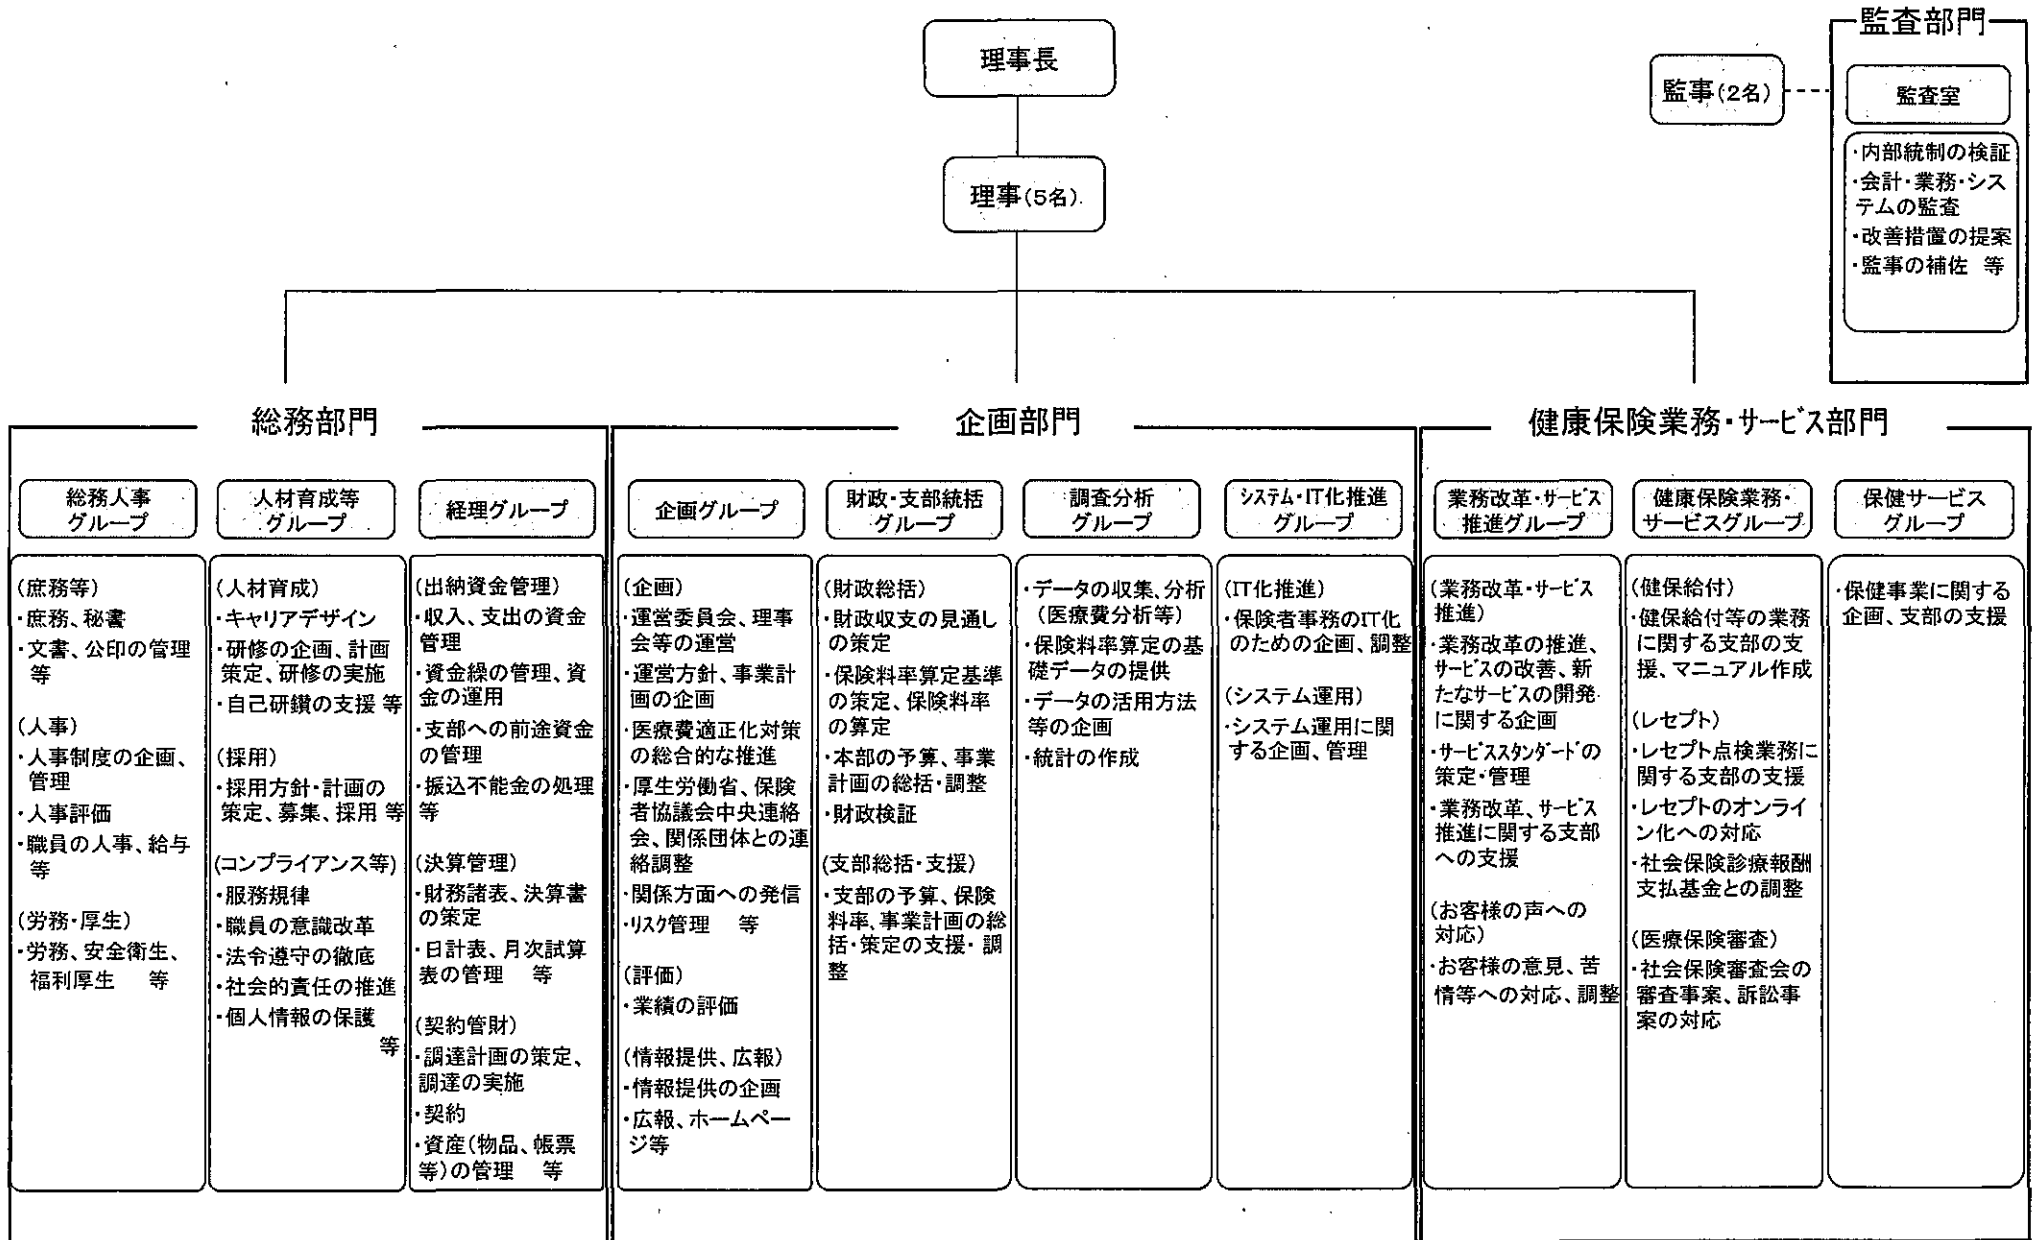 理事長
理事(5名)
監事(2名)
監査部門
監査室
・内部統制の検証
・会計・業務・シス
テムの監査
・改善措置の提案
・監事の補佐 等
総務部門
総務人事
グループ
(庶務等)
・庶務、秘書
・文書、公印の管理
等
(人事)
・人事制度の企画、
管理
・人事評価
・職員の人事、給与
等
(労務・厚生)
・労務、安全衛生、
福利厚生 等
人材育成等
グループ
(人材育成)
・キャリアデザイン
・研修の企画、計画
策定、研修の実施
・自己研鑽の支援 等
(採用)
・採用方針・計画の
策定、募集、採用 等
(コンプライアンス等)
・服務規律
・職員の意識改革
・法令遵守の徹底
・社会的責任の推進
・個人情報の保護
等
経理グループ
(出納資金管理)
・収入、支出の資金
管理
・資金繰の管理、資
金の運用
・支部への前途資金
の管理
・振込不能金の処理
等
(決算管理)
・財務諸表、決算書
の策定
・日計表、月次試算
表の管理 等
(契約管財)
・調達計画の策定、
調達の実施
・契約
・資産(物品、帳票
等)の管理 等
企画部門
企画グループ
(企画)
・運営委員会、理事
会等の運営
・運営方針、事業計
画の企画
・医療費適正化対策
の総合的な推進
・厚生労働省、保険
者協議会中央連絡
会、関係団体との連
絡調整
・関係方面への発信
・リスク管理 等
(評価)
・業績の評価
(情報提供、広報)
・情報提供の企画
・広報、ホームペー
ジ等
財政・支部統括
グループ
(財政総括)
・財政収支の見通し
の策定
・保険料率算定基準
の策定、保険料率
の算定
・本部の予算、事業
計画の総括・調整
・財政検証
(支部総括・支援)
・支部の予算、保険
料率、事業計画の総
括・策定の支援・調
整
調査分析
グループ
・データの収集、分析
(医療費分析等)
・保険料率算定の基
礎データの提供
・データの活用方法
等の企画
・統計の作成
システム・IT化推進
グループ
(IT化推進)
・保険者事務のIT化
のための企画、調整
(システム運用)
・システム運用に関
する企画、管理
健康保険業務・サービス部門
業務改革・サービス
推進グループ
(業務改革・サービス
推進)
・業務改革の推進、
サービスの改善、新
たなサービスの開発
に関する企画
・サービススタンダードの
策定・管理
・業務改革、サービス
推進に関する支部
への支援
(お客様の声への
対応)
・お客様の意見、苦
情等への対応、調整
健康保険業務・
サービスグループ
(健保給付)
・健保給付等の業務
に関する支部の支
援、マニュアル作成
(レセプト)
・レセプト点検業務に
関する支部の支援
・レセプトのオンライ
ン化への対応
・社会保険診療報酬
支払基金との調整
(医療保険審査)
・社会保険審査会の
審査事案、訴訟事
案の対応
保健サービス
グループ
・保健事業に関する
企画、支部の支援